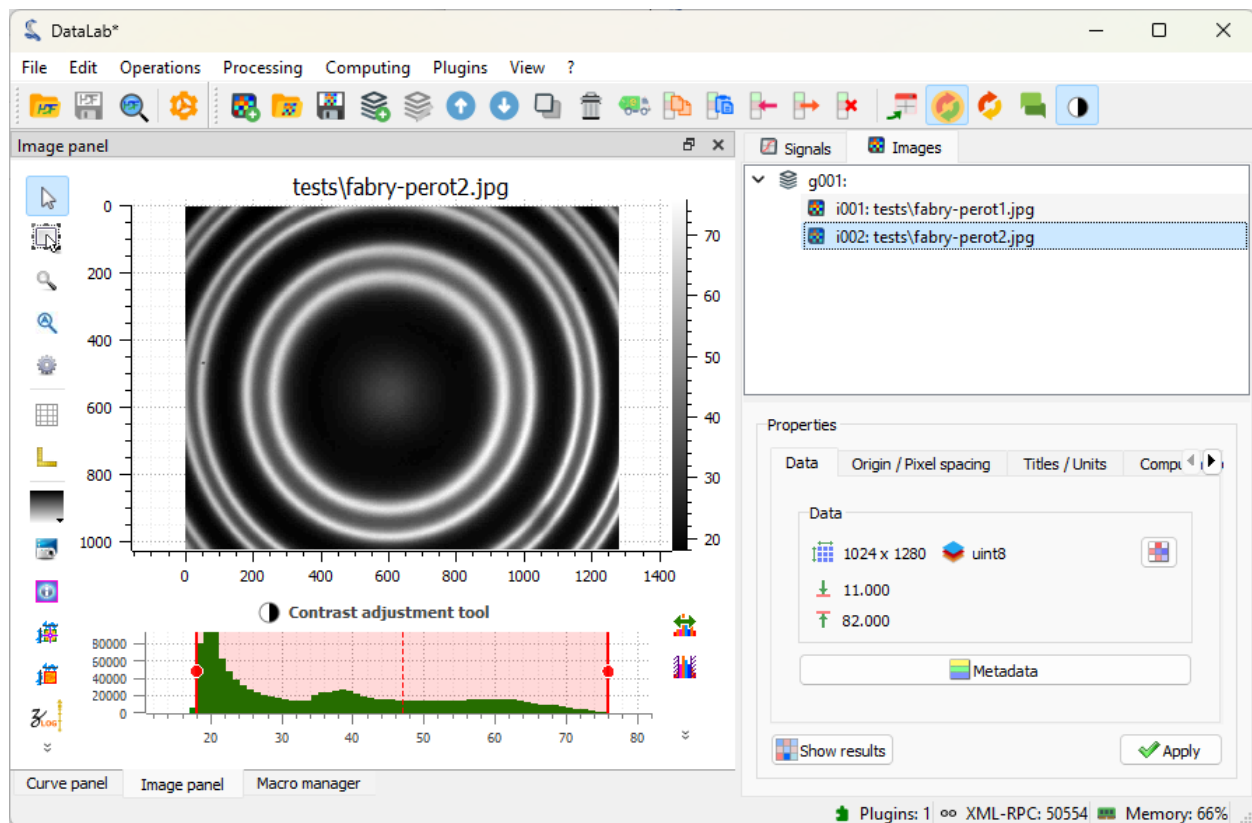 DataLab*
File Edit Operations Processing Computing Plugins View ?
Image panel
Signals Images
g001:
i001: tests\fabry-perot1.jpg
i002: tests\fabry-perot2.jpg
tests\fabry-perot2.jpg
0
200
400
600
800
1000
0 200 400 600 800 1000 1200 1400
70
60
50
40
30
20
Contrast adjustment tool
80000
60000
40000
20000
0
20 30 40 50 60 70 80
LOG
Properties
Data Origin / Pixel spacing Titles / Units
Data
1024 x 1280 uint8
11.000
82.000
Metadata
Show results Apply
Curve panel Image panel Macro manager
Plugins: 1 XML-RPC: 50554 Memory: 66%